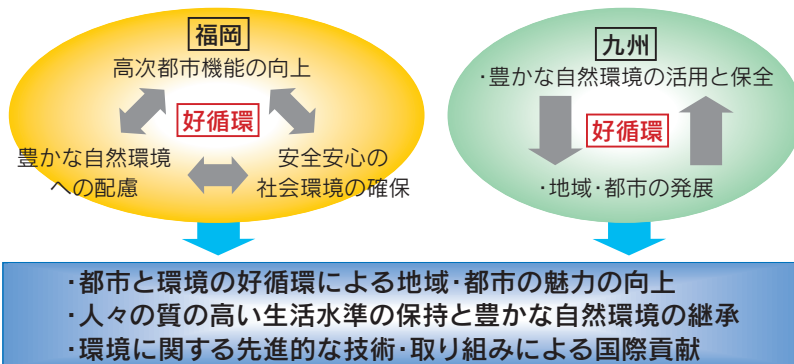 福岡
高次都市機能の向上
好循環
豊かな自然環境
への配慮
安全安心の
社会環境の確保
九州
・豊かな自然環境の活用と保全
好循環
・地域・都市の発展
・都市と環境の好循環による地域・都市の魅力の向上
・人々の質の高い生活水準の保持と豊かな自然環境の継承
・環境に関する先進的な技術・取り組みによる国際貢献